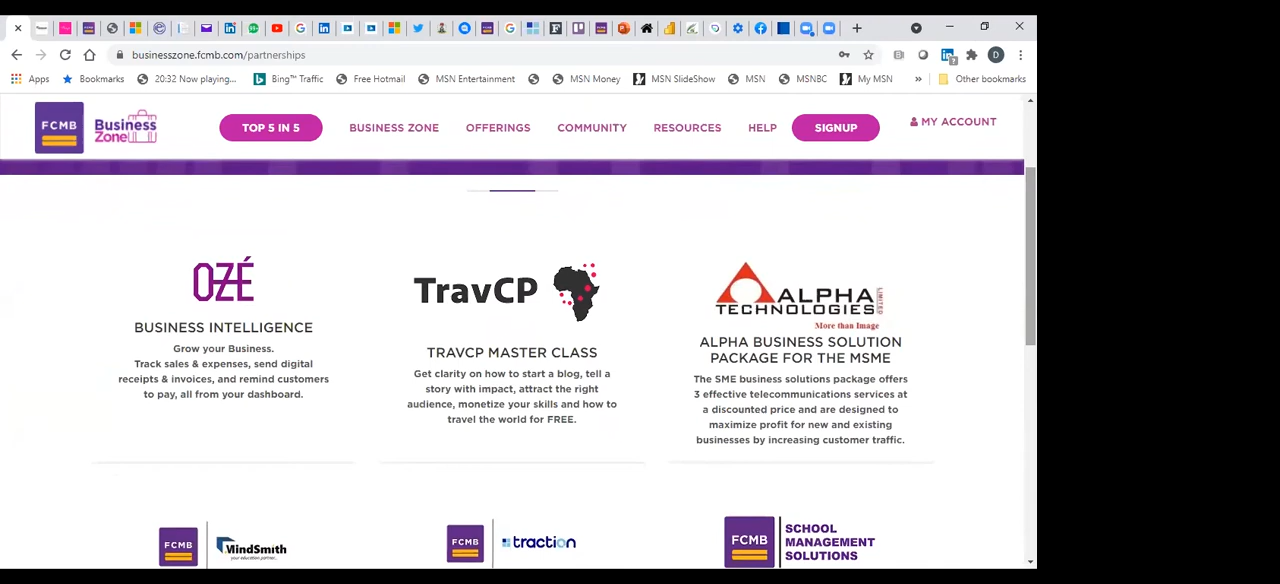 businesszone.fcmb.com/partnerships
Apps Bookmarks 20:32 Now playing... Bing™ Traffic Free Hotmail MSN Entertainment MSN Money MSN SlideShow MSN MSNBC My MSN » Other bookmarks
FCMB Business Zone TOP 5 IN 5 BUSINESS ZONE OFFERINGS COMMUNITY RESOURCES HELP SIGNUP MY ACCOUNT
OZÉ
BUSINESS INTELLIGENCE
Grow your Business.
Track sales & expenses, send digital
receipts & invoices, and remind customers
to pay, all from your dashboard.
TravCP
TRAVCP MASTER CLASS
Get clarity on how to start a blog, tell a
story with impact, attract the right
audience, monetize your skills and how to
travel the world for FREE.
ALPHA
TECHNOLOGIES LIMITED
More than Image
ALPHA BUSINESS SOLUTION
PACKAGE FOR THE MSME
The SME business solutions package offers
3 effective telecommunications services at
a discounted price and are designed to
maximize profit for new and existing
businesses by increasing customer traffic.
FCMB MindSmith
your education partner.
FCMB traction
FCMB SCHOOL
MANAGEMENT
SOLUTIONS